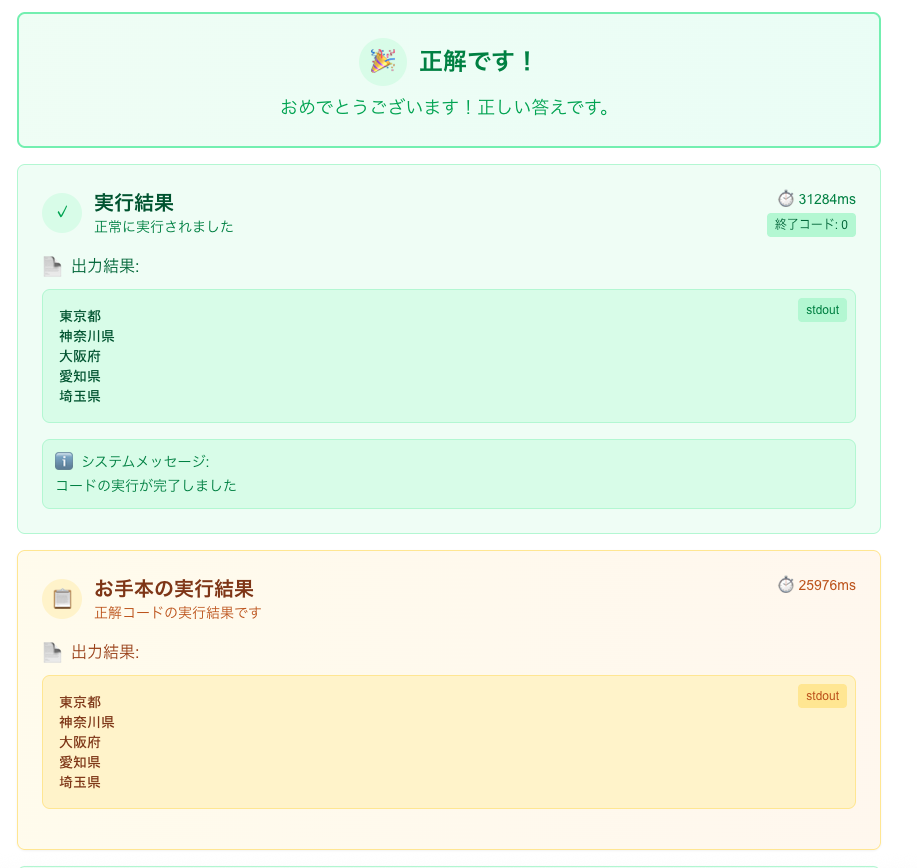 正解です！
おめでとうございます！正しい答えです。
✓ 実行結果
正常に実行されました
31284ms
終了コード: 0
出力結果:
stdout
東京都
神奈川県
大阪府
愛知県
埼玉県
システムメッセージ:
コードの実行が完了しました
お手本の実行結果
正解コードの実行結果です
25976ms
出力結果:
stdout
東京都
神奈川県
大阪府
愛知県
埼玉県